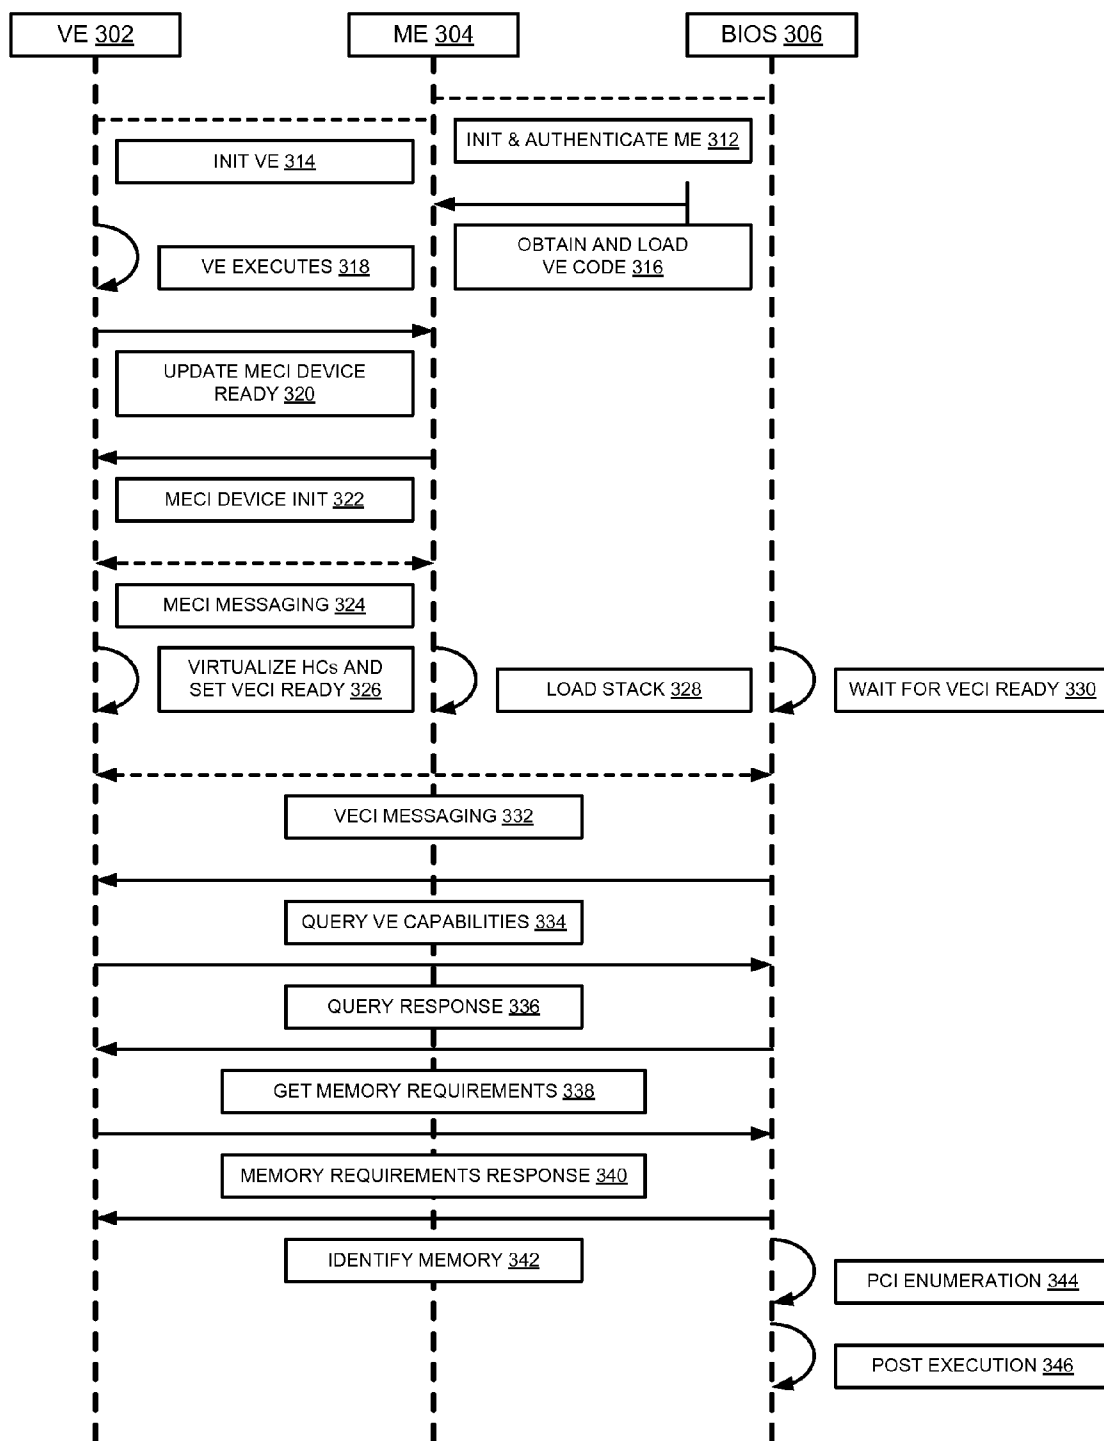 VE 302
ME 304
BIOS 306
INIT & AUTHENTICATE ME 312
INIT VE 314
OBTAIN AND LOAD
VE CODE 316
VE EXECUTES 318
UPDATE MECI DEVICE
READY 320
MECI DEVICE INIT 322
MECI MESSAGING 324
VIRTUALIZE HCs AND
SET VECI READY 326
LOAD STACK 328
WAIT FOR VECI READY 330
VECI MESSAGING 332
QUERY VE CAPABILITIES 334
QUERY RESPONSE 336
GET MEMORY REQUIREMENTS 338
MEMORY REQUIREMENTS RESPONSE 340
IDENTIFY MEMORY 342
PCI ENUMERATION 344
POST EXECUTION 346